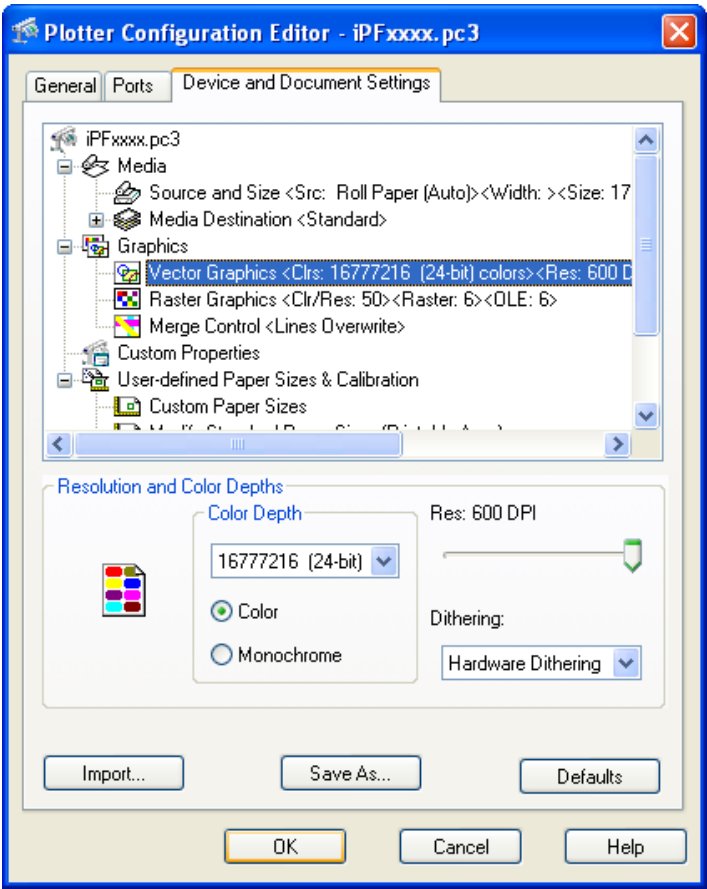 Plotter Configuration Editor - iPFxxxx.pc3
General Ports Device and Document Settings
iPFxxxx.pc3
Media
Source and Size <Src: Roll Paper (Auto)><Width: ><Size: 17
Media Destination <Standard>
Graphics
Vector Graphics <Clrs: 16777216 (24-bit) colors><Res: 600 D
Raster Graphics <Clr/Res: 50><Raster: 6><OLE: 6>
Merge Control <Lines Overwrite>
Custom Properties
User-defined Paper Sizes & Calibration
Custom Paper Sizes
Resolution and Color Depths
Color Depth
Res: 600 DPI
16777216 (24-bit)
Color
Dithering:
Monochrome
Hardware Dithering
Import... Save As... Defaults
OK Cancel Help